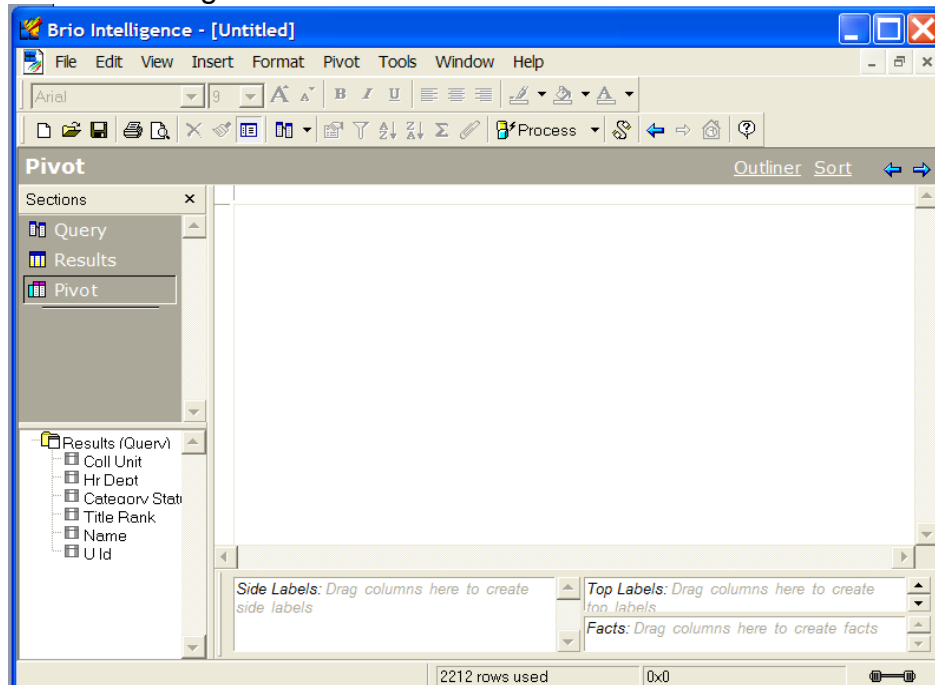 Brio Intelligence - [Untitled]
File Edit View Insert Format Pivot Tools Window Help
Arial 9 A A B I U A
Process
Pivot Outliner Sort
Sections
Query
Results
Pivot
Results (Query)
Coll Unit
Hr Dept
Category Stat
Title Rank
Name
U Id
Side Labels: Drag columns here to create
side labels
Top Labels: Drag columns here to create
top labels
Facts: Drag columns here to create facts
2212 rows used 0x0